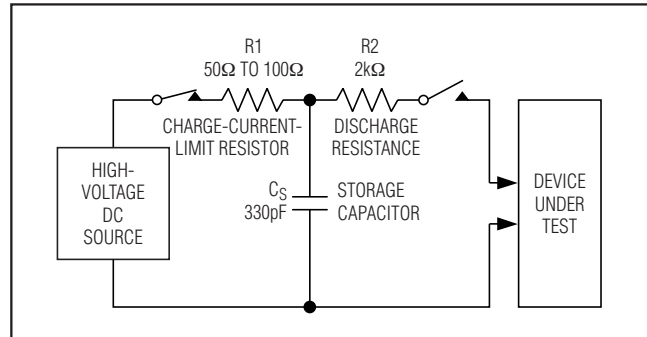 R1
50Ω TO 100Ω
CHARGE-CURRENT-
LIMIT RESISTOR
R2
2kΩ
DISCHARGE
RESISTANCE
HIGH-
VOLTAGE
DC
SOURCE
CS
330pF
STORAGE
CAPACITOR
DEVICE
UNDER
TEST